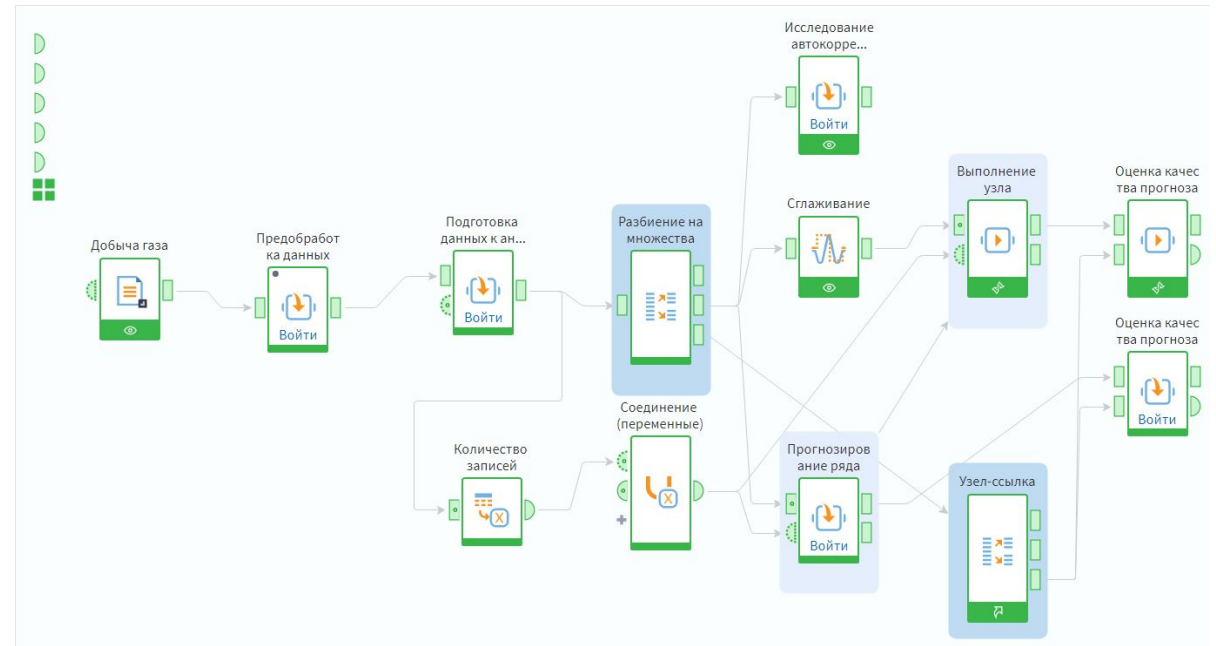 Исследование
автокорре...
Войти
Выполнение
узла
Оценка качес
тва прогноза
Сглаживание
Разбиение на
множества
Подготовка
данных к ан...
Войти
Предобработ
ка данных
Войти
Добыча газа
Оценка качес
тва прогноза
Войти
Соединение
(переменные)
Количество
записей
Прогнозиров
ание ряда
Войти
Узел-ссылка